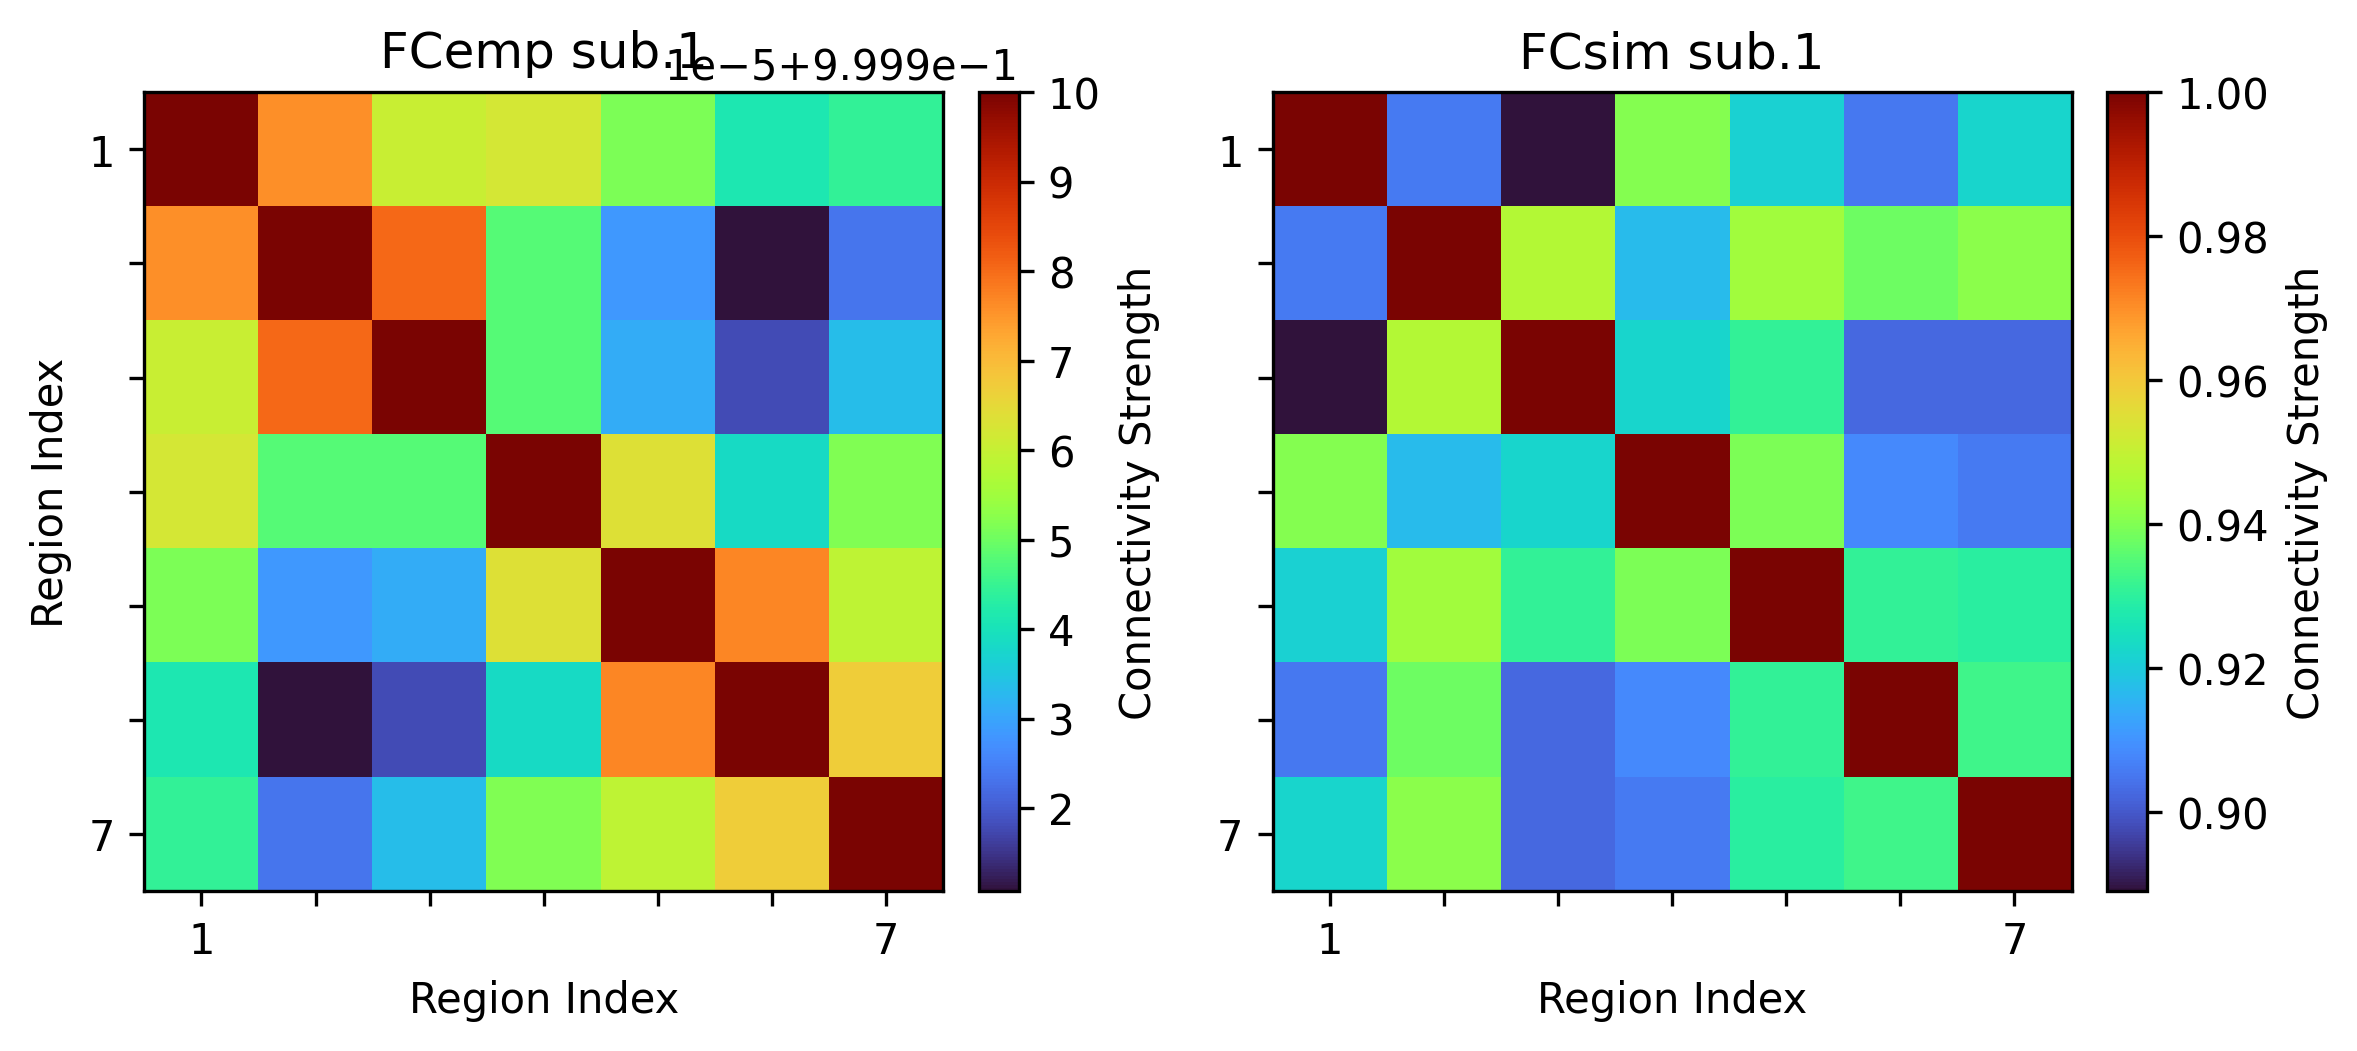 FCemp sub.1
1e−5+9.999e−1
1
7
Region Index
1
7
Region Index
10
9
8
7
6
5
4
3
2
Connectivity Strength
FCsim sub.1
1
7
1
7
Region Index
1.00
0.98
0.96
0.94
0.92
0.90
Connectivity Strength